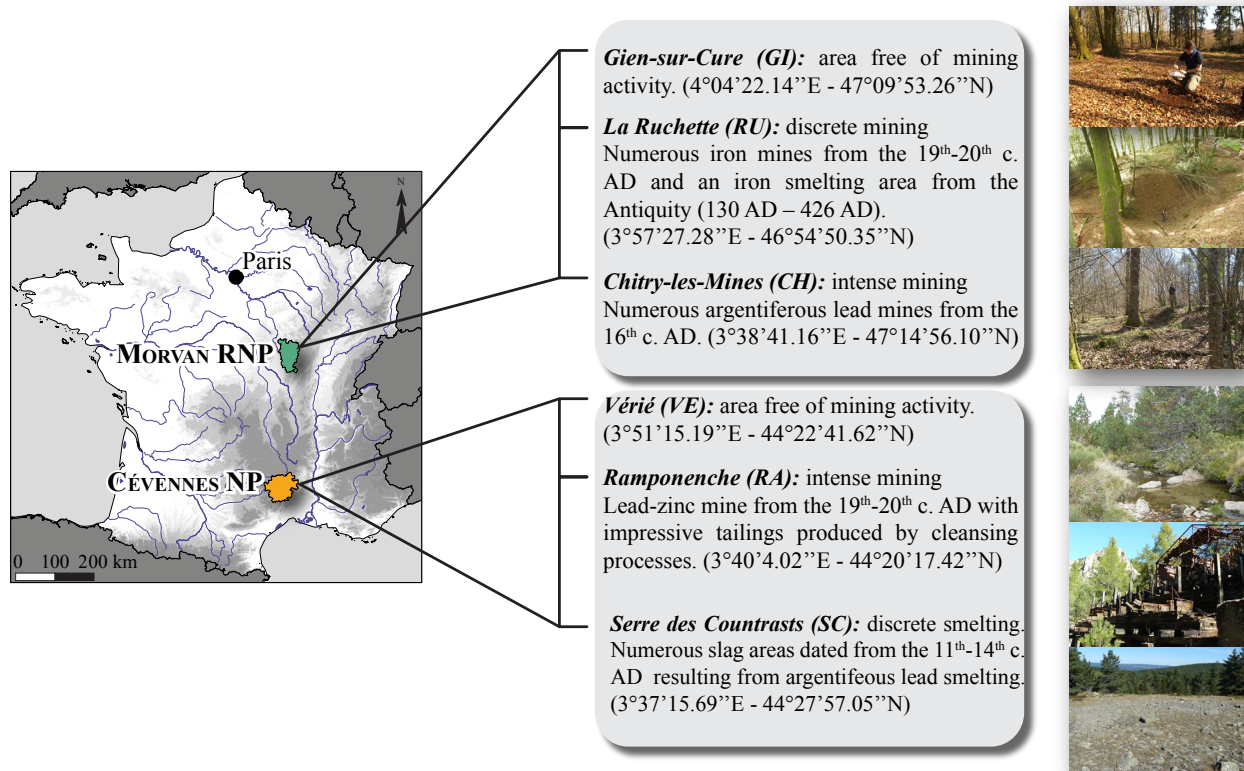 N
Paris
MORVAN RNP
CÉVENNES NP
0 100 200 km
Gien-sur-Cure (GI): area free of mining
activity. (4°04’22.14’’E - 47°09’53.26’’N)
La Ruchette (RU): discrete mining
Numerous iron mines from the 19th-20th c.
AD and an iron smelting area from the
Antiquity (130 AD – 426 AD).
(3°57’27.28’’E - 46°54’50.35’’N)
Chitry-les-Mines (CH): intense mining
Numerous argentiferous lead mines from the
16th c. AD. (3°38’41.16’’E - 47°14’56.10’’N)
Vérié (VE): area free of mining activity.
(3°51’15.19’’E - 44°22’41.62’’N)
Ramponenche (RA): intense mining
Lead-zinc mine from the 19th-20th c. AD with
impressive tailings produced by cleansing
processes. (3°40’4.02’’E - 44°20’17.42’’N)
Serre des Countrasts (SC): discrete smelting.
Numerous slag areas dated from the 11th-14th c.
AD resulting from argentifeous lead smelting.
(3°37’15.69’’E - 44°27’57.05’’N)